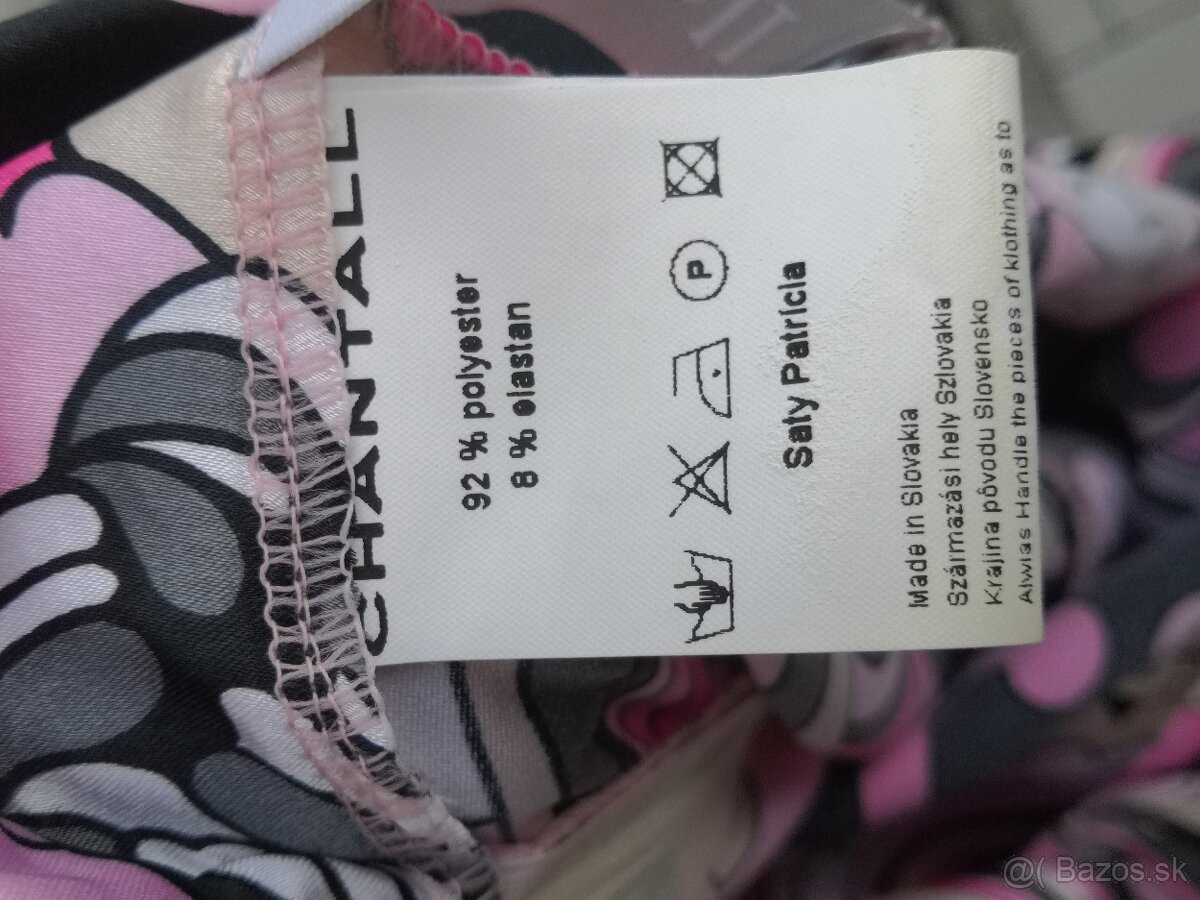 CHANTALL
92 % polyester
8 % elastan
P
Saty Patrícia
Made in Slovakia
Származási hely Szlovakia
Krajina pôvodu Slovensko
Alwias Handle the pieces of klothing as to
@( Bazos.sk